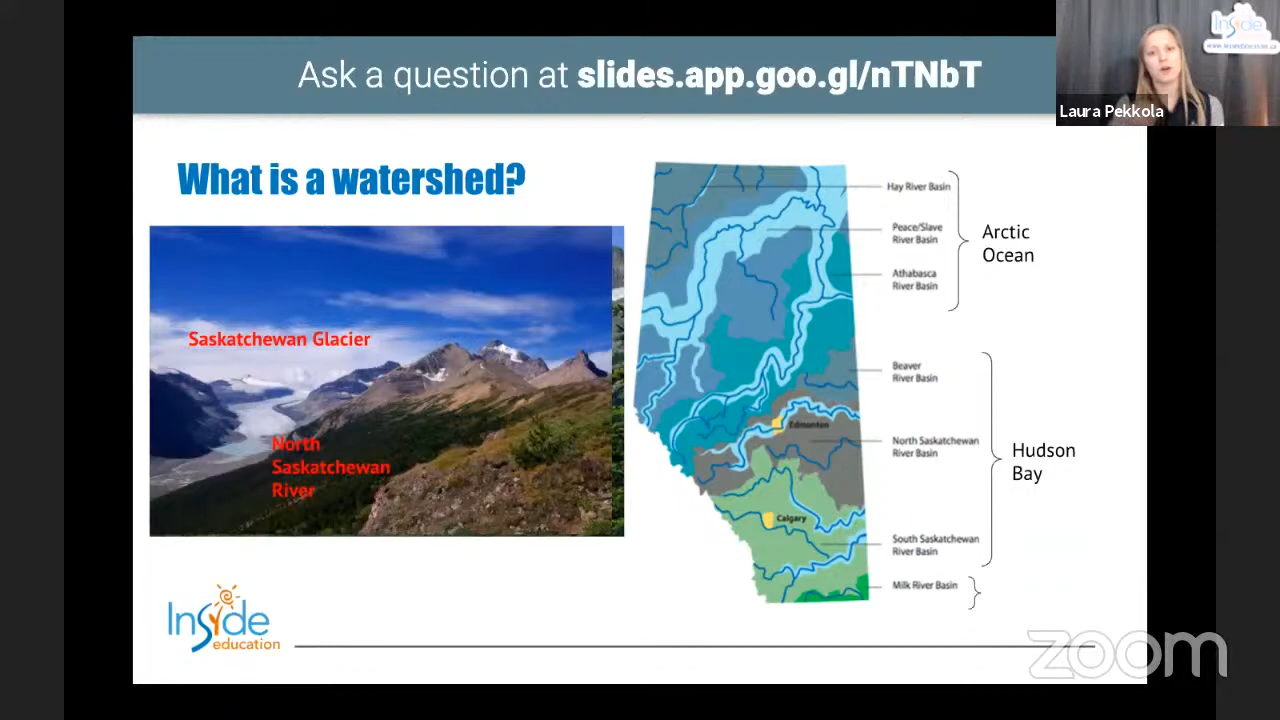 Ask a question at slides.app.goo.gl/nTNbT
Inside
Laura Pekkola
What is a watershed?
Saskatchewan Glacier
North
Saskatchewan
River
Hay River Basin
Peace/Slave
River Basin
Athabasca
River Basin
Arctic
Ocean
Beaver
River Basin
Edmonton
North Saskatchewan
River Basin
Hudson
Bay
Calgary
South Saskatchewan
River Basin
Milk River Basin
Inside
education
zoom